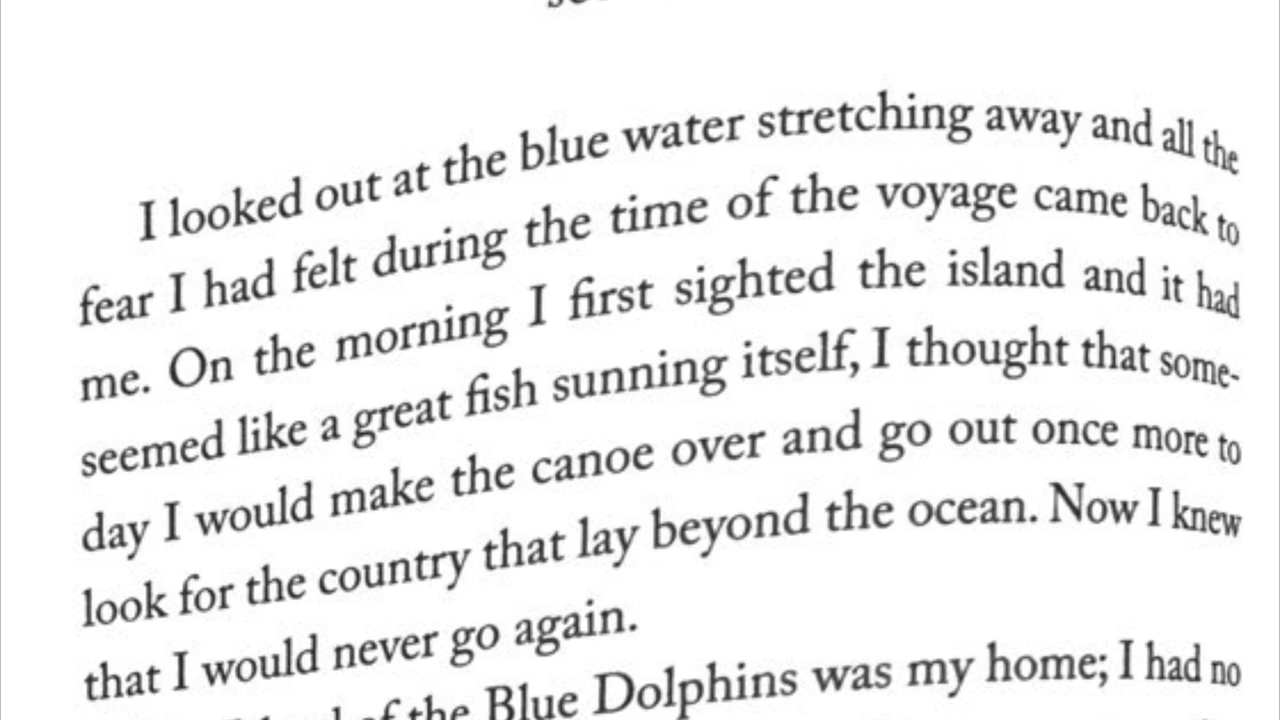 I looked out at the blue water stretching away and all the
fear I had felt during the time of the voyage came back to
me. On the morning I first sighted the island and it had
seemed like a great fish sunning itself, I thought that some-
day I would make the canoe over and go out once more to
look for the country that lay beyond the ocean. Now I knew
that I would never go again.
of the Blue Dolphins was my home; I had no